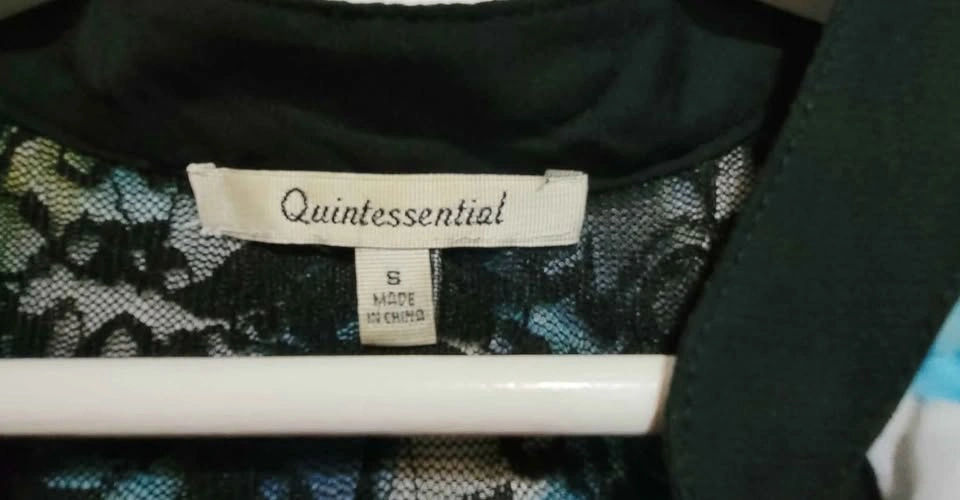 Quintessential
S
MADE
IN CHINA